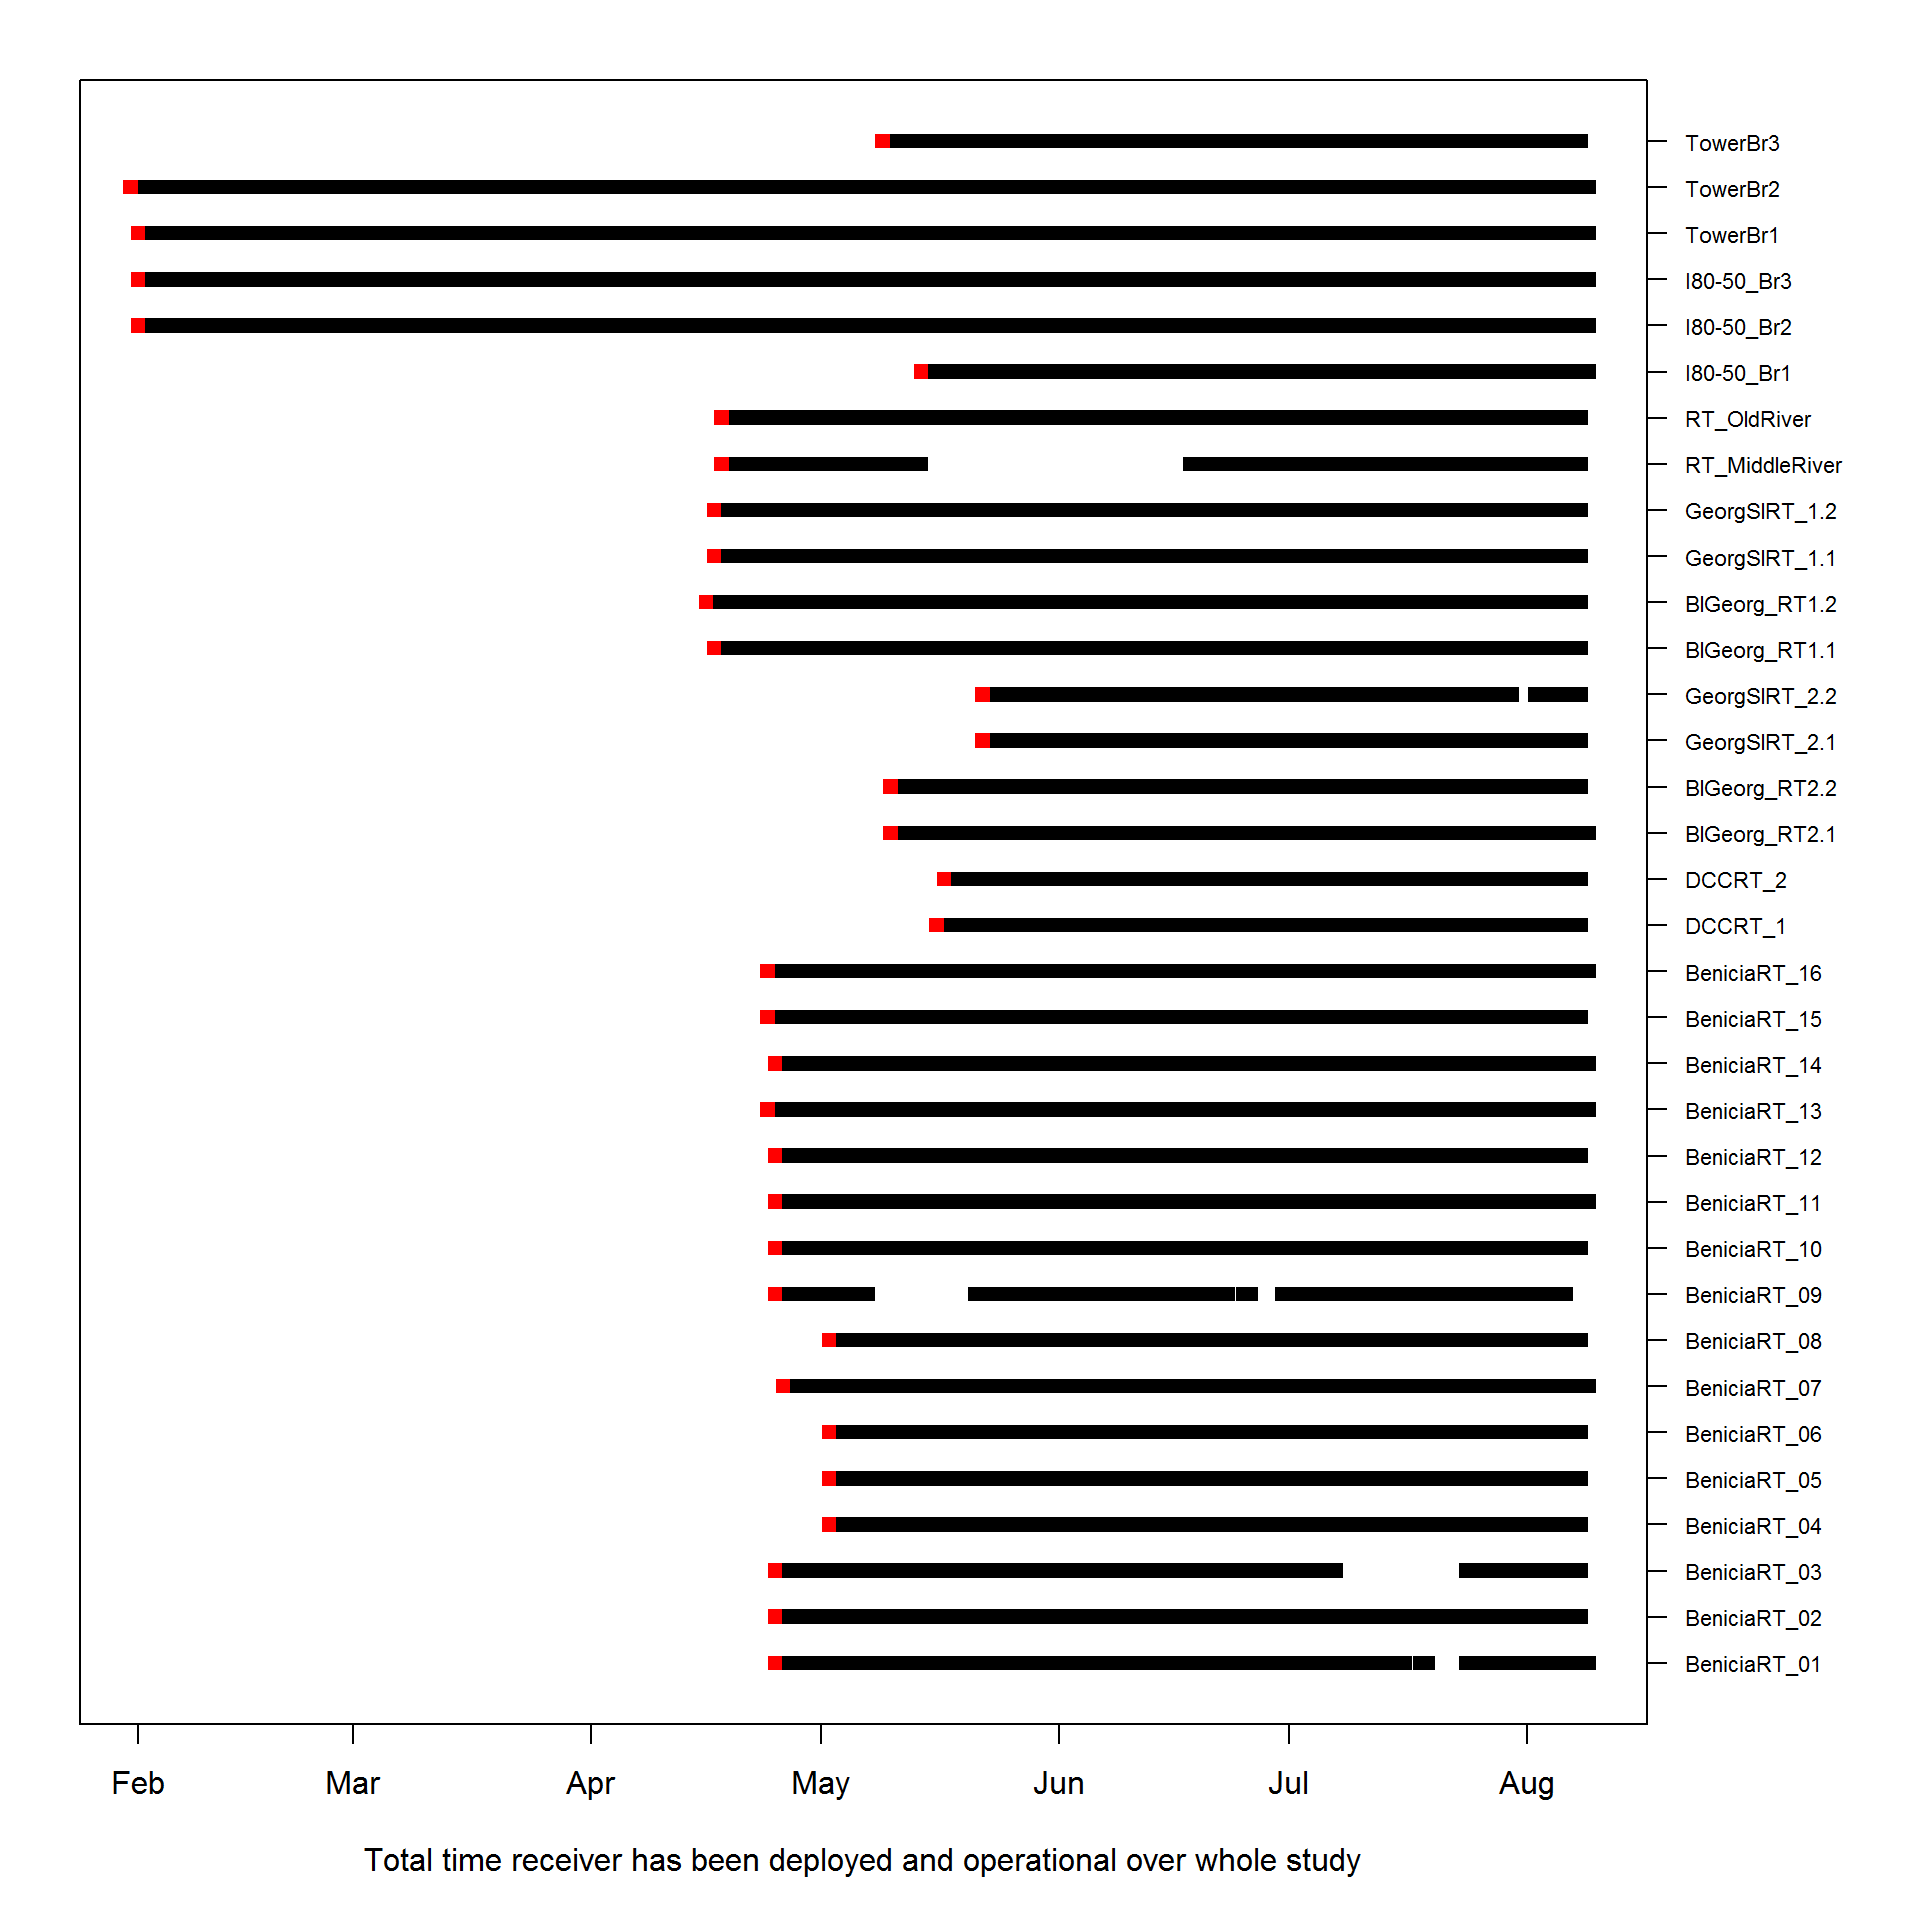 TowerBr3
TowerBr2
TowerBr1
I80-50_Br3
I80-50_Br2
I80-50_Br1
RT_OldRiver
RT_MiddleRiver
GeorgSlRT_1.2
GeorgSlRT_1.1
BlGeorg_RT1.2
BlGeorg_RT1.1
GeorgSlRT_2.2
GeorgSlRT_2.1
BlGeorg_RT2.2
BlGeorg_RT2.1
DCCRT_2
DCCRT_1
BeniciaRT_16
BeniciaRT_15
BeniciaRT_14
BeniciaRT_13
BeniciaRT_12
BeniciaRT_11
BeniciaRT_10
BeniciaRT_09
BeniciaRT_08
BeniciaRT_07
BeniciaRT_06
BeniciaRT_05
BeniciaRT_04
BeniciaRT_03
BeniciaRT_02
BeniciaRT_01
Feb Mar Apr May Jun Jul Aug
Total time receiver has been deployed and operational over whole study